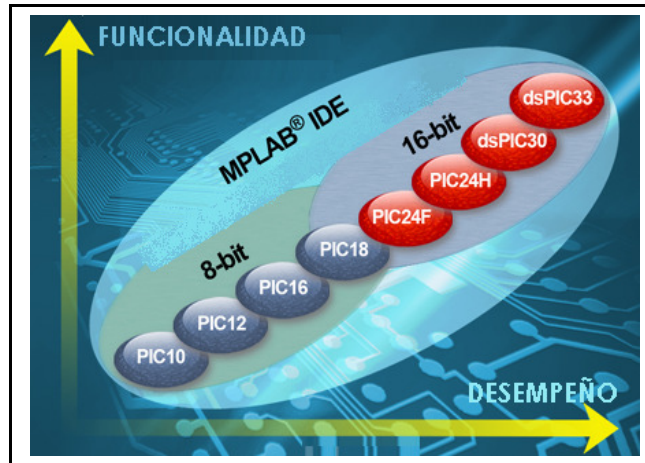 FUNCIONALIDAD
MPLAB® IDE
16-bit
dsPIC33
dsPIC30
PIC24H
PIC24F
8-bit
PIC18
PIC16
PIC12
PIC10
DESEMPEÑO